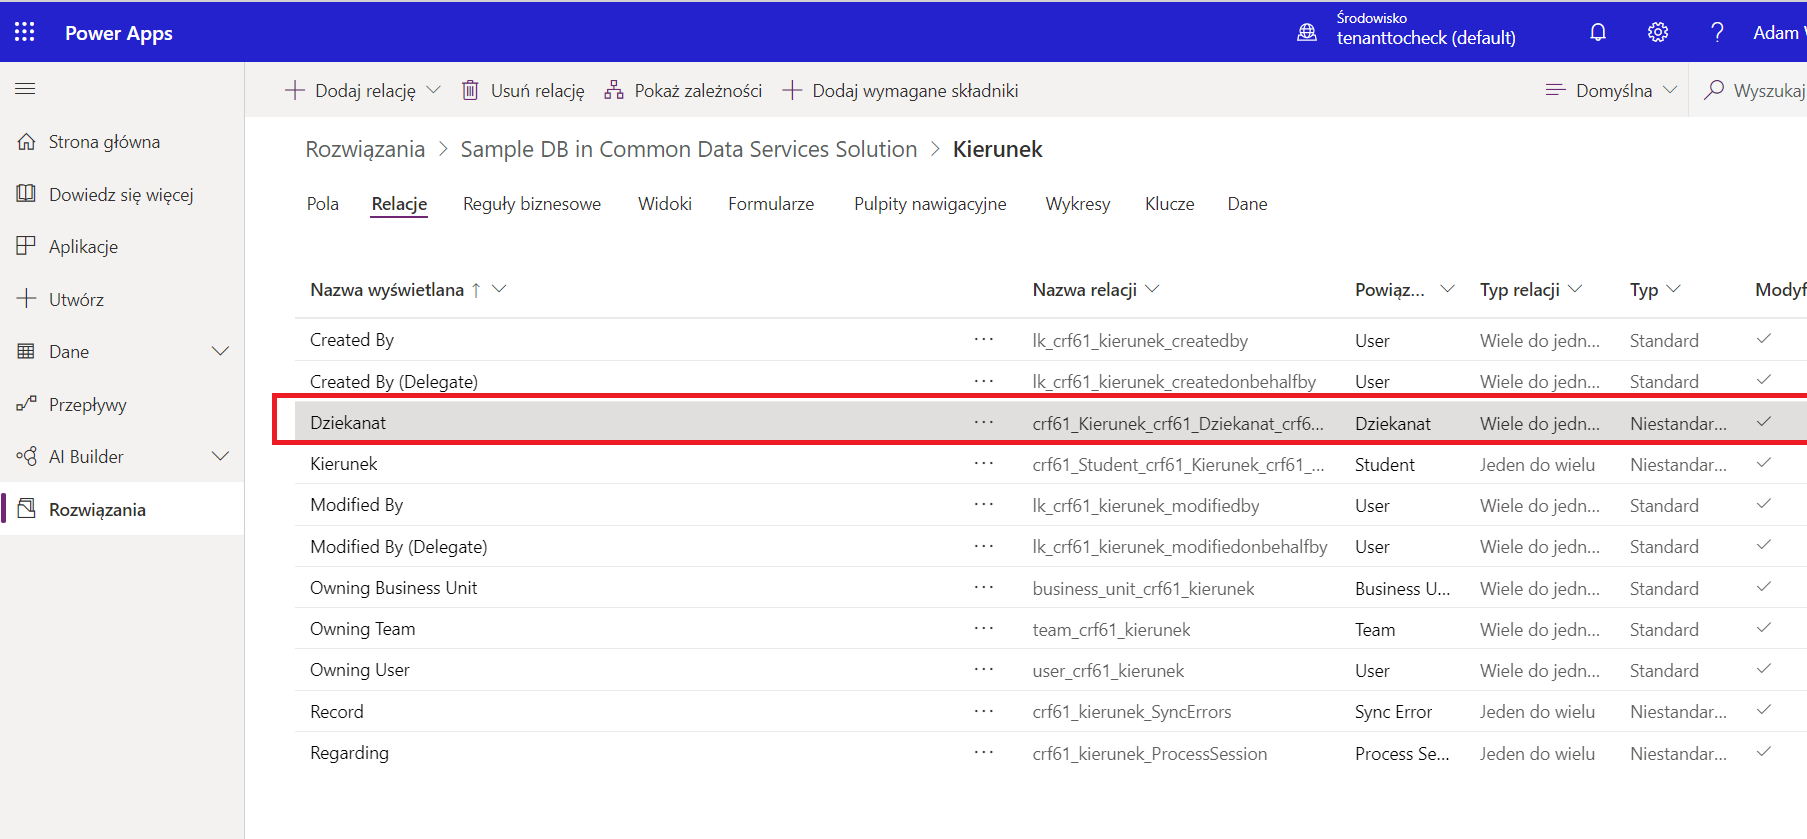 Power Apps
Środowisko
tenanttocheck (default)
Adam
Dodaj relację
Usuń relację
Pokaż zależności
Dodaj wymagane składniki
Domyślna
Wyszukaj
Strona główna
Dowiedz się więcej
Aplikacje
Utwórz
Dane
Przepływy
AI Builder
Rozwiązania
Rozwiązania > Sample DB in Common Data Services Solution > Kierunek
Pola Relacje Reguły biznesowe Widoki Formularze Pulpity nawigacyjne Wykresy Klucze Dane
Nazwa wyświetlana ↑ Nazwa relacji Powiąz... Typ relacji Typ Modyf
Created By ... lk_crf61_kierunek_createdby User Wiele do jedn... Standard
Created By (Delegate) ... lk_crf61_kierunek_createdonbehalfby User Wiele do jedn... Standard
Dziekanat ... crf61_Kierunek_crf61_Dziekanat_crf6... Dziekanat Wiele do jedn... Niestandar...
Kierunek ... crf61_Student_crf61_Kierunek_crf61_... Student Jeden do wielu Niestandar...
Modified By ... lk_crf61_kierunek_modifiedby User Wiele do jedn... Standard
Modified By (Delegate) ... lk_crf61_kierunek_modifiedonbehalfby User Wiele do jedn... Standard
Owning Business Unit ... business_unit_crf61_kierunek Business U... Wiele do jedn... Standard
Owning Team ... team_crf61_kierunek Team Wiele do jedn... Standard
Owning User ... user_crf61_kierunek User Wiele do jedn... Standard
Record ... crf61_kierunek_SyncErrors Sync Error Jeden do wielu Niestandar...
Regarding ... crf61_kierunek_ProcessSession Process Se... Jeden do wielu Niestandar...